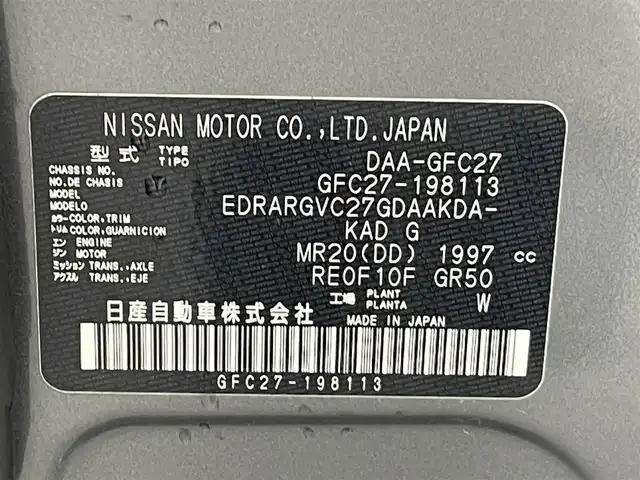 NISSAN MOTOR CO.,LTD.JAPAN
型式 TYPE TIPO DAA-GFC27
CHASSIS NO. NO.DE CHASIS GFC27-198113
MODEL MODELO EDRARGVC27GDAAKDA-
カラー COLOR,TRIM トリム COLOR,GUARNICION KAD G
エンジン ENGINE MOTOR MR20(DD) 1997 cc
ミッション TRANS.,AXLE アクスル TRANS.,EJE RE0F10F GR50
工場 PLANT PLANTA W
日産自動車株式会社 MADE IN JAPAN
GFC27-198113